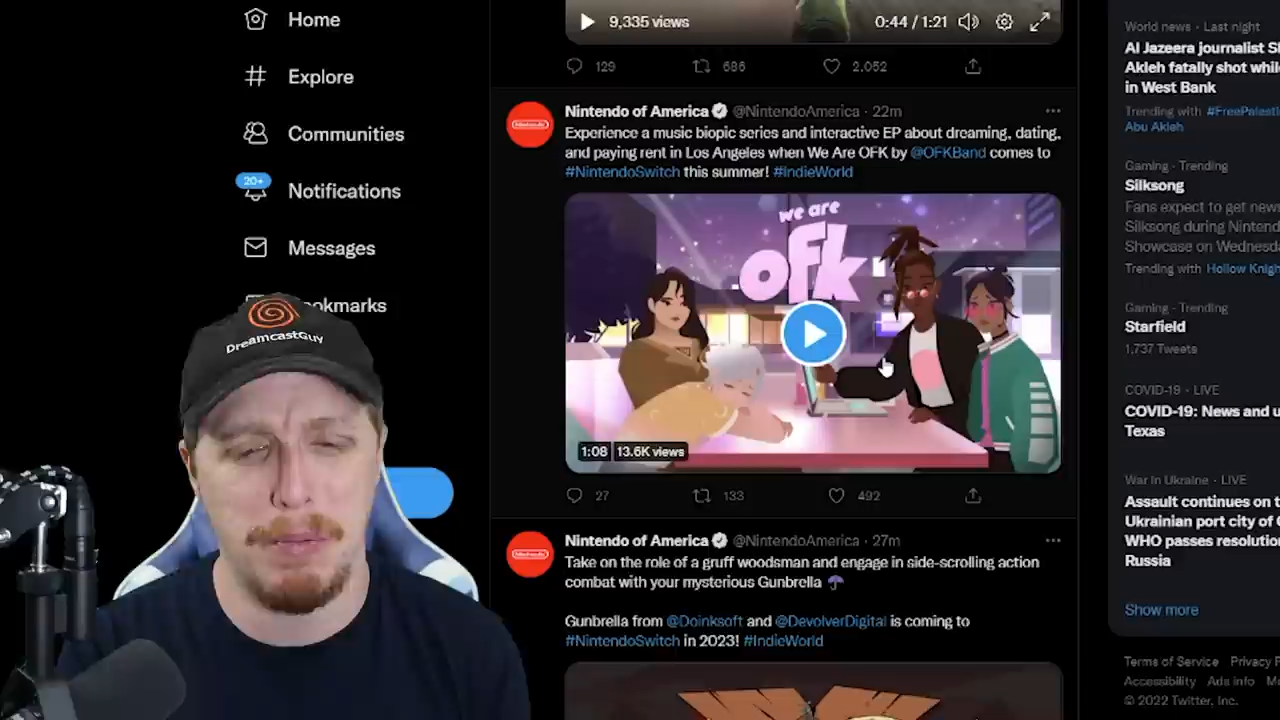 Home
Explore
Communities
20+
Notifications
Messages
okmarks
DreamcastGuy
9,335 views
0:44 / 1:21
129
686
2,052
Nintendo of America @NintendoAmerica · 22m
Experience a music biopic series and interactive EP about dreaming, dating,
and paying rent in Los Angeles when We Are OFK by @OFKBand comes to
#NintendoSwitch this summer! #IndieWorld
we are
ofk
1:08 13.6K views
27
133
492
Nintendo of America @NintendoAmerica · 27m
Take on the role of a gruff woodsman and engage in side-scrolling action
combat with your mysterious Gunbrella
Gunbrella from @Doinksoft and @DevolverDigital is coming to
#NintendoSwitch in 2023! #IndieWorld
World news · Last night
Al Jazeera journalist S
Akleh fatally shot while
in West Bank
Trending with #FreePalesti
Abu Akleh
Gaming · Trending
Silksong
Fans expect to get new
Silksong during Nintend
Showcase on Wednesda
Trending with Hollow Knigh
Gaming · Trending
Starfield
1,737 Tweets
COVID-19 · LIVE
COVID-19: News and u
Texas
War in Ukraine · LIVE
Assault continues on t
Ukrainian port city of
WHO passes resolution
Russia
Show more
Terms of Service Privacy P
Accessibility Ads info M
© 2022 Twitter, Inc.